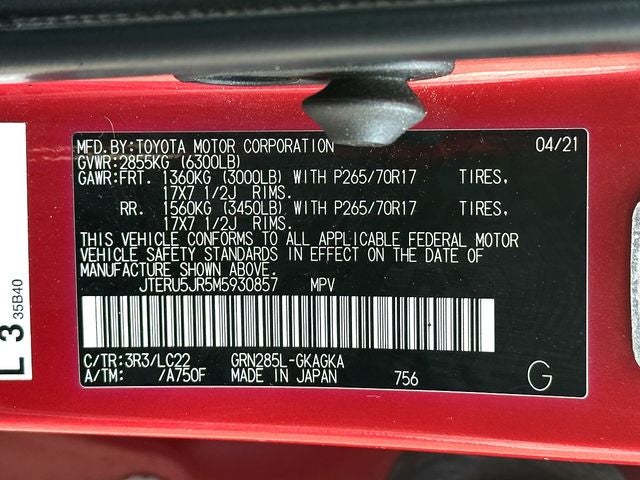 MFD.BY:TOYOTA MOTOR CORPORATION 04/21
GVWR:2855KG (6300LB)
GAWR:FRT. 1360KG (3000LB) WITH P265/70R17 TIRES,
17X7 1/2J RIMS.
RR. 1560KG (3450LB) WITH P265/70R17 TIRES,
17X7 1/2J RIMS.
THIS VEHICLE CONFORMS TO ALL APPLICABLE FEDERAL MOTOR
VEHICLE SAFETY STANDARDS IN EFFECT ON THE DATE OF
MANUFACTURE SHOWN ABOVE.
JTERU5JR5M5930857 MPV
C/TR:3R3/LC22 GRN285L-GKAGKA
A/TM: /A750F MADE IN JAPAN 756 G
L 3
35B40